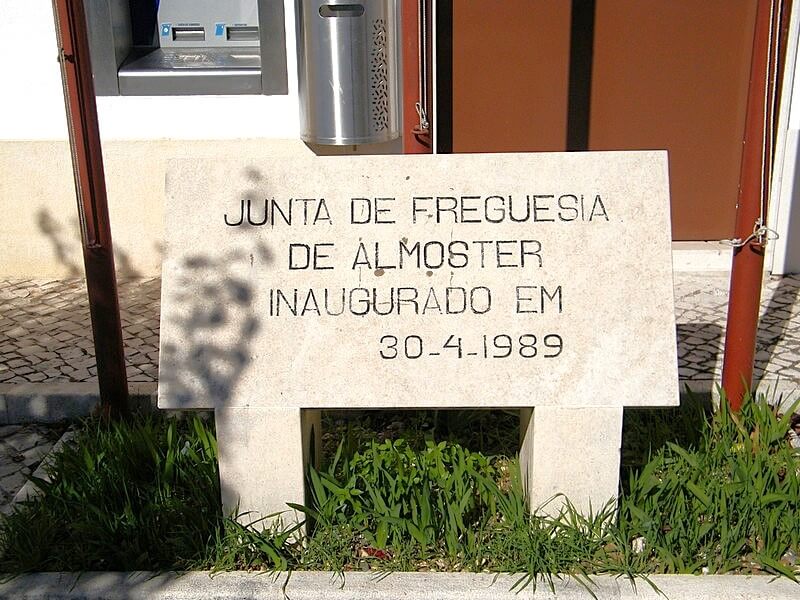 JUNTA DE FREGUESIA
DE ALMOSTER
INAUGURADO EM
30-4-1989